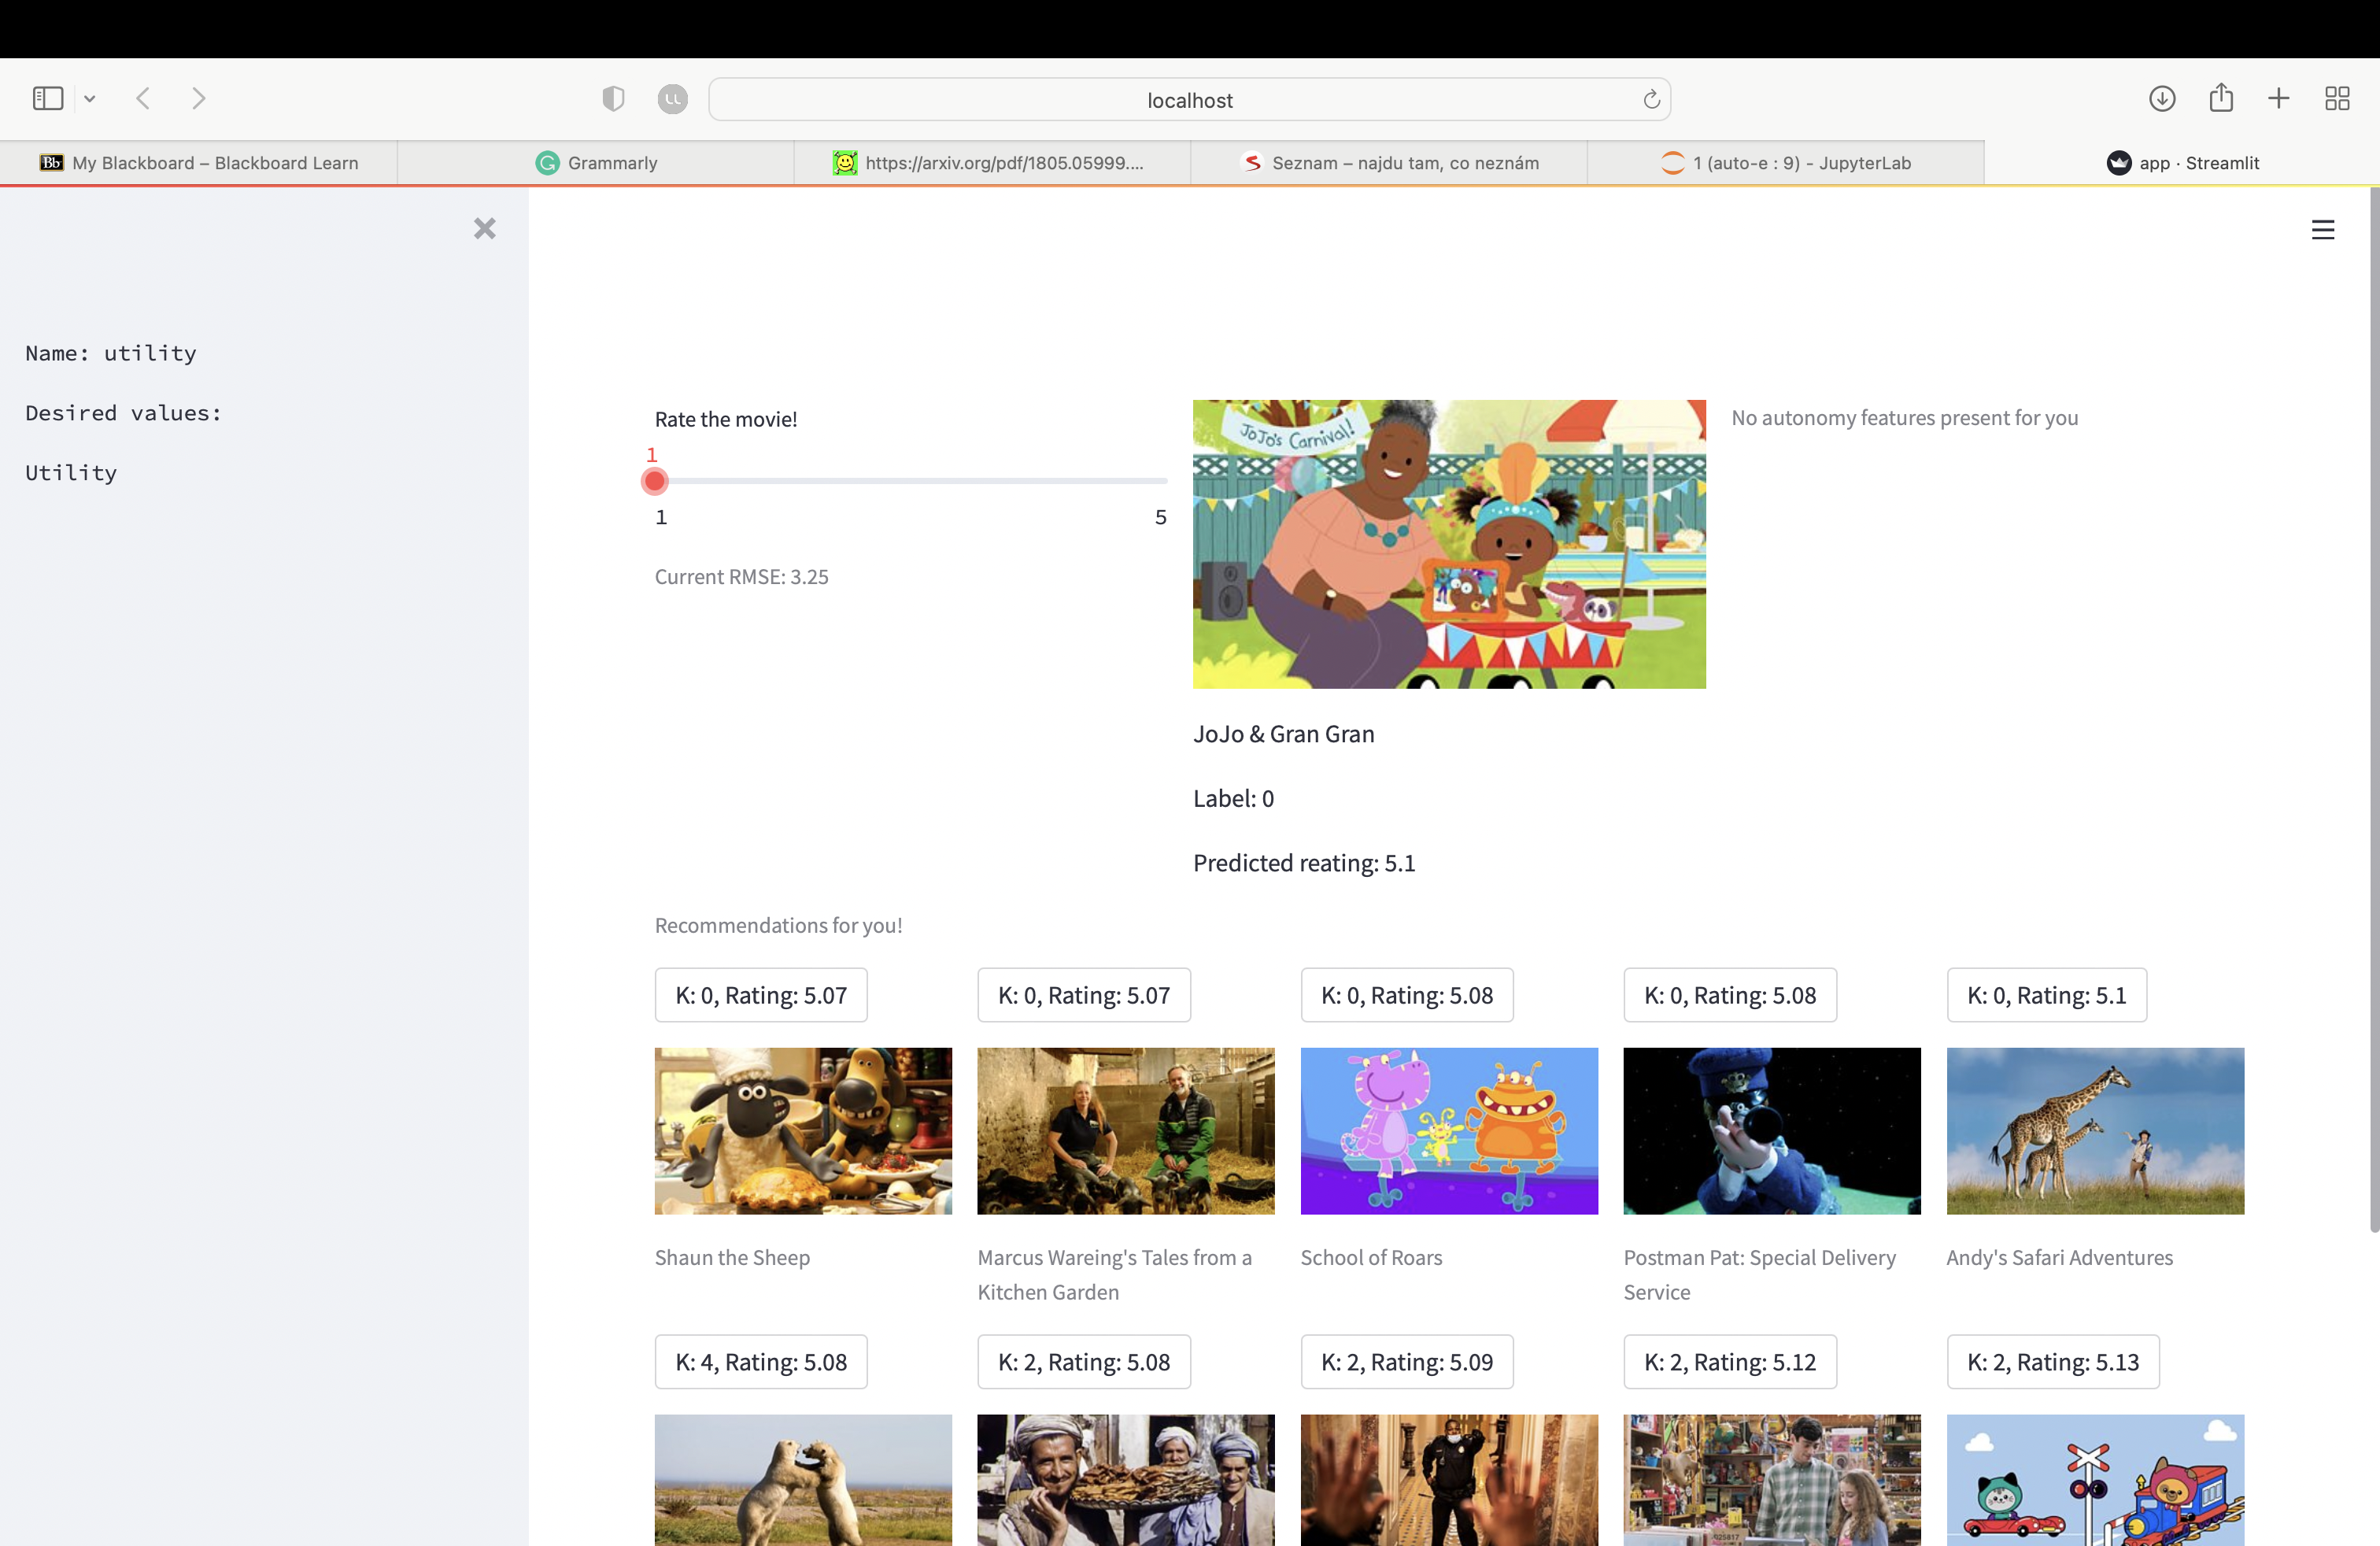 localhost
My Blackboard – Blackboard Learn
Grammarly
https://arxiv.org/pdf/1805.05999....
Seznam – najdu tam, co neznám
1 (auto-e : 9) - JupyterLab
app · Streamlit
Name: utility
Desired values:
Utility
Rate the movie!
1
1
5
Current RMSE: 3.25
JoJo's Carnival!
No autonomy features present for you
JoJo & Gran Gran
Label: 0
Predicted reating: 5.1
Recommendations for you!
K: 0, Rating: 5.07
K: 0, Rating: 5.07
K: 0, Rating: 5.08
K: 0, Rating: 5.08
K: 0, Rating: 5.1
Shaun the Sheep
Marcus Wareing's Tales from a
Kitchen Garden
School of Roars
Postman Pat: Special Delivery
Service
Andy's Safari Adventures
K: 4, Rating: 5.08
K: 2, Rating: 5.08
K: 2, Rating: 5.09
K: 2, Rating: 5.12
K: 2, Rating: 5.13